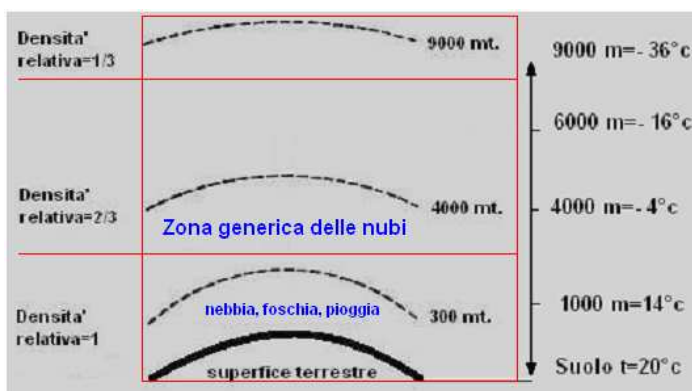 Densita'
relativa=1/3
9000 mt.
9000 m=- 36°c
6000 m=- 16°c
Densita'
relativa=2/3
4000 mt.
4000 m=-4°c
Zona generica delle nubi
nebbia, foschia, pioggia
1000 m=14°c
Densita'
relativa=1
300 mt.
superfice terrestre
Suolo t=20°c